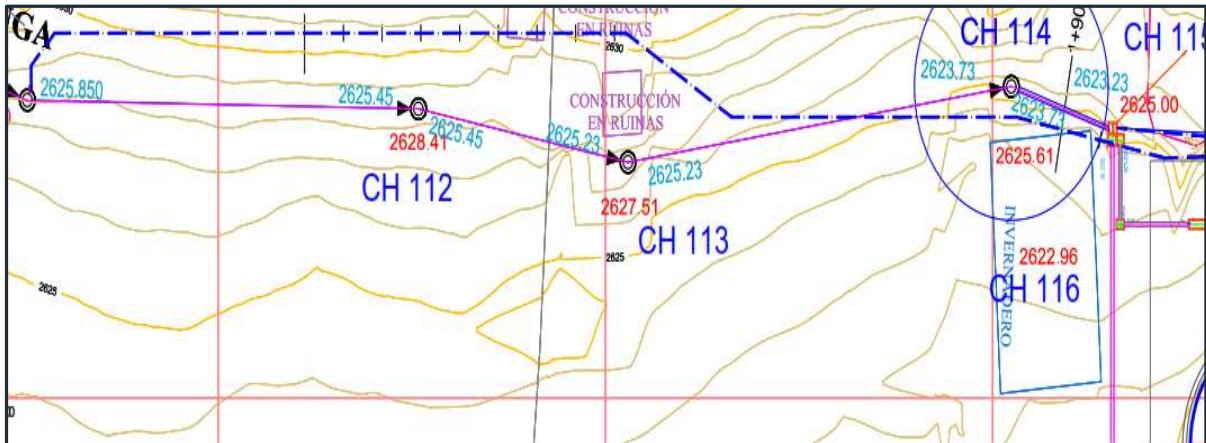 CONSTRUCCIÓN
EN RUINAS
GA
2630
CH 114
1+90
CH 115
2625.850
2625.45
2623.73
2623.23
2625.00
CONSTRUCCIÓN
EN RUINAS
2625.45
2628.41
2625.23
2623.73
2625.23
2625.61
CH 112
2627.51
CH 113
2625
INVERNADERO
2622.96
2625
CH 116